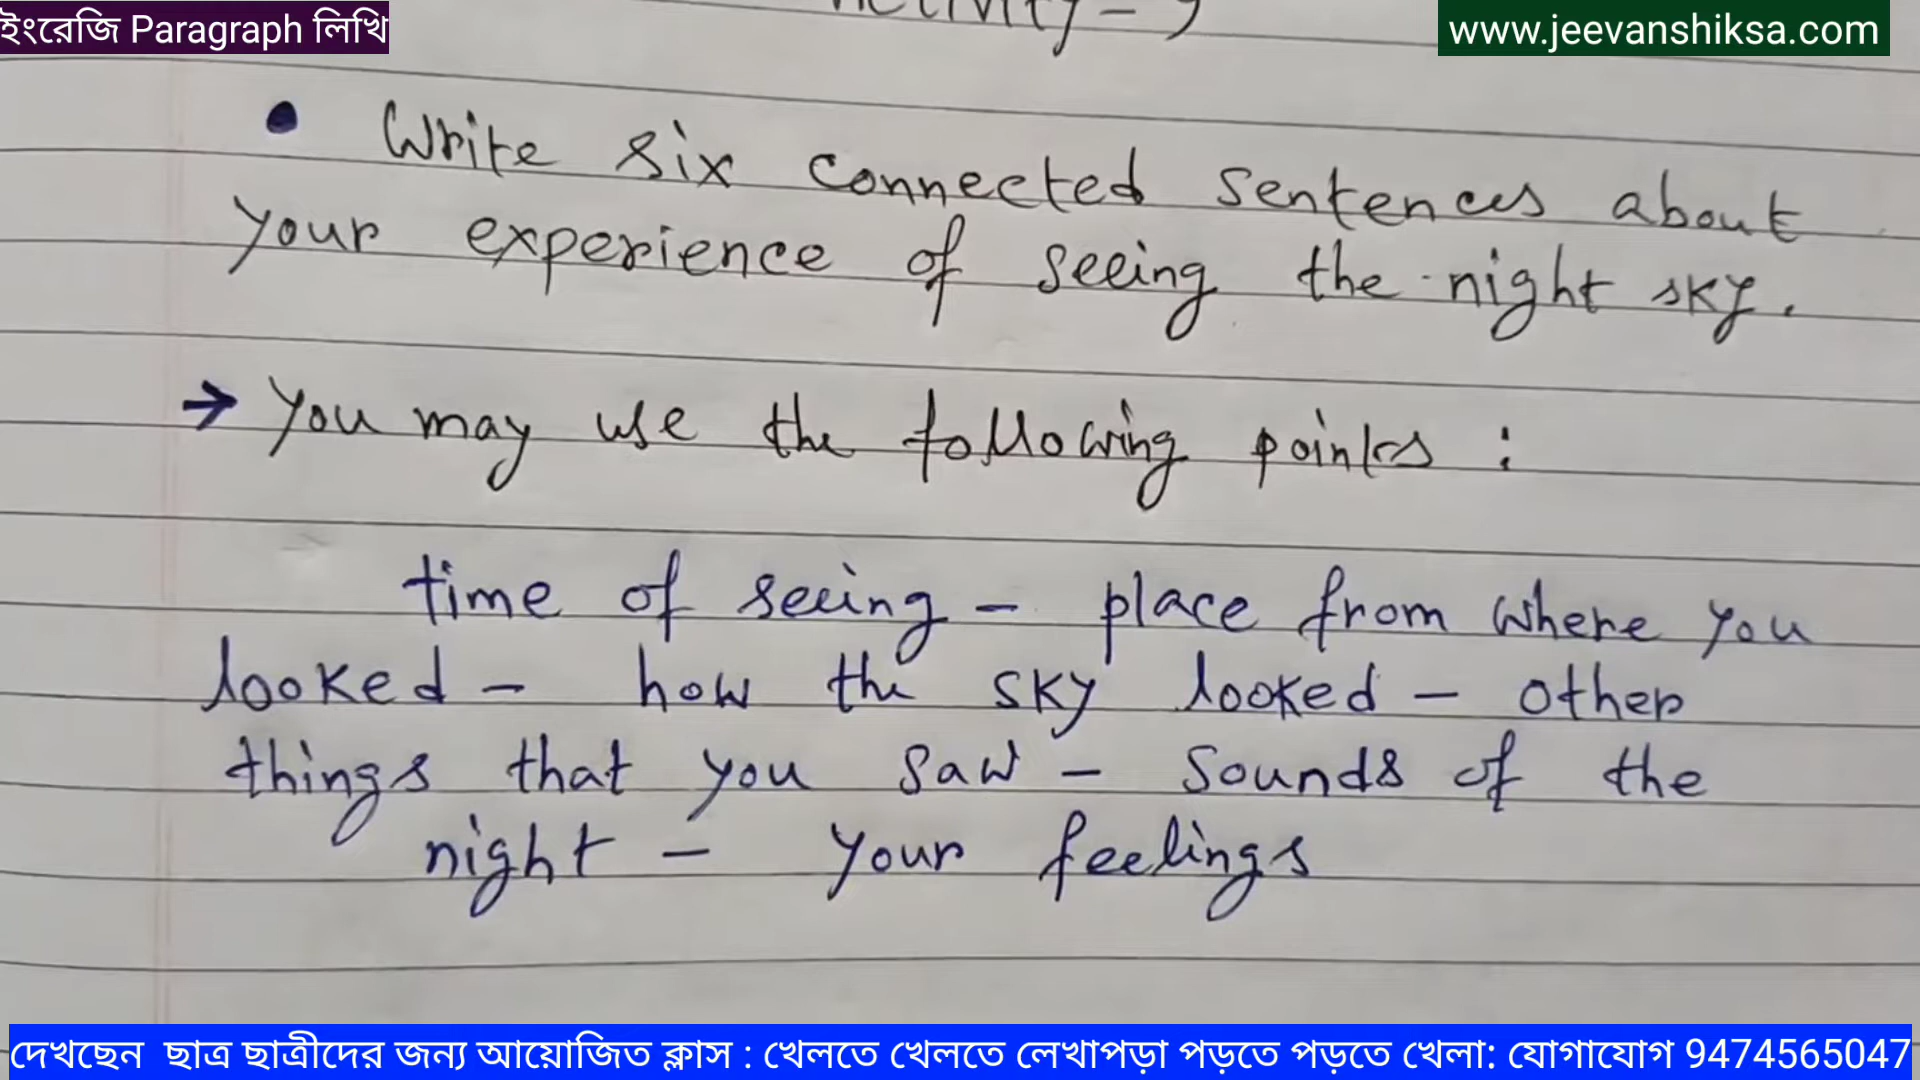 ইংরেজি Paragraph লিখি
www.jeevanshiksa.com
Activity - 9
• Write six connected sentences about
your experience of seeing the night sky.
→ You may use the following points :
time of seeing - place from where you
looked - how the sky looked - other
things that you saw - sounds of the
night - your feelings
দেখছেন ছাত্র ছাত্রীদের জন্য আয়োজিত ক্লাস : খেলতে খেলতে লেখাপড়া পড়তে পড়তে খেলা: যোগাযোগ 9474565047